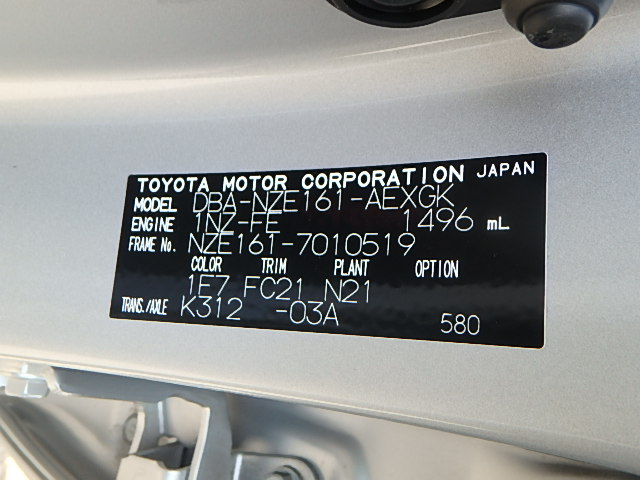 TOYOTA MOTOR CORPORATION JAPAN
MODEL DBA-NZE161-AEXGK
ENGINE 1NZ-FE 1496 mL
FRAME No. NZE161-7010519
COLOR TRIM PLANT OPTION
1E7 FC21 N21
TRANS./AXLE K312 -03A 580